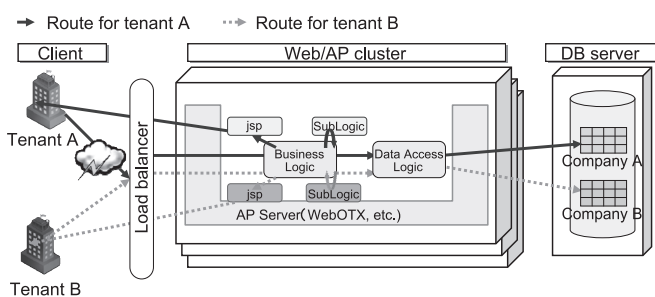 Route for tenant A
Route for tenant B
Client
Web/AP cluster
DB server
Tenant A
Tenant B
Load balancer
jsp
SubLogic
Business
Logic
Data Access
Logic
jsp
SubLogic
AP Server(WebOTX, etc.)
Company A
Company B